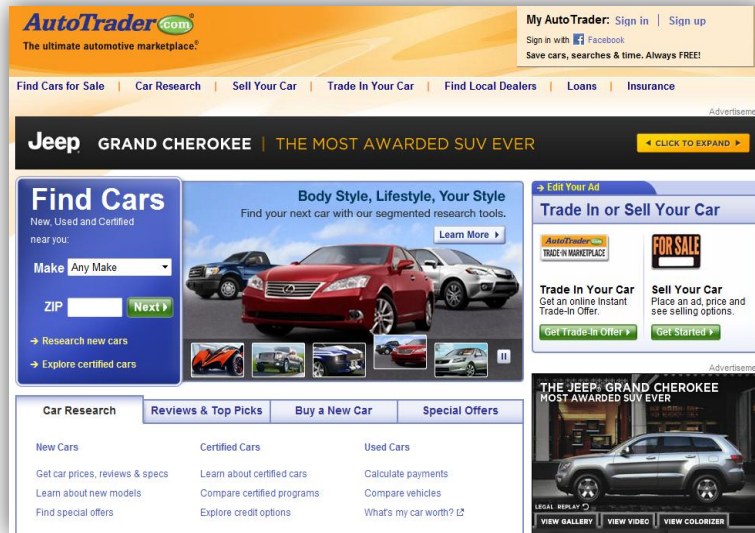 AutoTrader.com
The ultimate automotive marketplace.®
My AutoTrader: Sign in | Sign up
Sign in with f Facebook
Save cars, searches & time. Always FREE!
Find Cars for Sale | Car Research | Sell Your Car | Trade In Your Car | Find Local Dealers | Loans | Insurance
Advertiseme
Jeep GRAND CHEROKEE | THE MOST AWARDED SUV EVER
CLICK TO EXPAND
Find Cars
New, Used and Certified
near you:
Make Any Make
ZIP Next
Research new cars
Explore certified cars
Body Style, Lifestyle, Your Style
Find your next car with our segmented research tools.
Learn More
Edit Your Ad
Trade In or Sell Your Car
AutoTrader.com
TRADE-IN MARKETPLACE
FOR SALE
Trade In Your Car
Get an online Instant
Trade-In Offer.
Get Trade-In Offer
Sell Your Car
Place an ad, price and
see selling options.
Get Started
Advertiseme
THE JEEP® GRAND CHEROKEE
MOST AWARDED SUV EVER
LEGAL REPLAY
VIEW GALLERY VIEW VIDEO VIEW COLORIZER
Car Research Reviews & Top Picks Buy a New Car Special Offers
New Cars Certified Cars Used Cars
Get car prices, reviews & specs Learn about certified cars Calculate payments
Learn about new models Compare certified programs Compare vehicles
Find special offers Explore credit options What's my car worth?